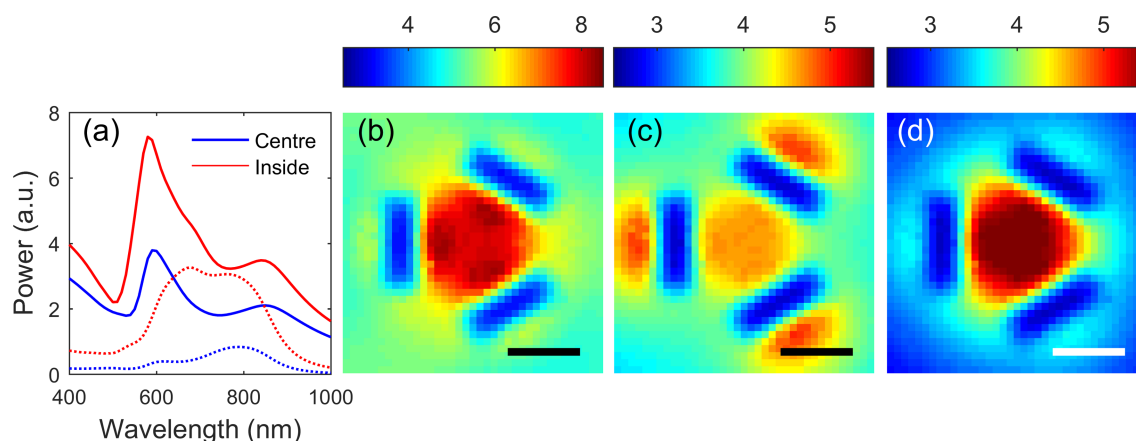 4 6 8
3 4 5
3 4 5
(a)
Centre
Inside
(b)
(c)
(d)
8
6
4
2
0
Power (a.u.)
400 600 800 1000
Wavelength (nm)